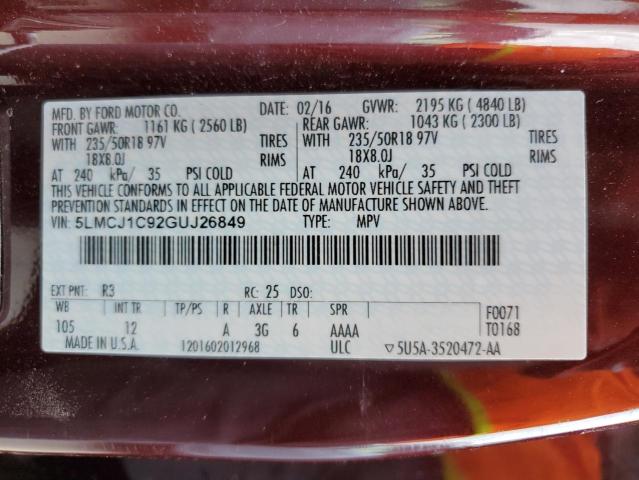 MFD. BY FORD MOTOR CO. DATE: 02/16 GVWR: 2195 KG ( 4840 LB)
FRONT GAWR: 1161 KG ( 2560 LB) REAR GAWR: 1043 KG ( 2300 LB)
WITH 235/50R18 97V TIRES WITH 235/50R18 97V TIRES
18X8.0J RIMS 18X8.0J RIMS
AT 240 kPa/ 35 PSI COLD AT 240 kPa/ 35 PSI COLD
THIS VEHICLE CONFORMS TO ALL APPLICABLE FEDERAL MOTOR VEHICLE SAFETY AND THEFT
PREVENTION STANDARDS IN EFFECT ON THE DATE OF MANUFACTURE SHOWN ABOVE.
VIN: 5LMCJ1C92GUJ26849 TYPE: MPV
EXT PNT: R3 RC: 25 DSO:
WB INT TR TP/PS R AXLE TR SPR F0071
105 12 A 3G 6 AAAA T0168
MADE IN U.S.A. 1201602012968 ULC ▽5U5A-3520472-AA